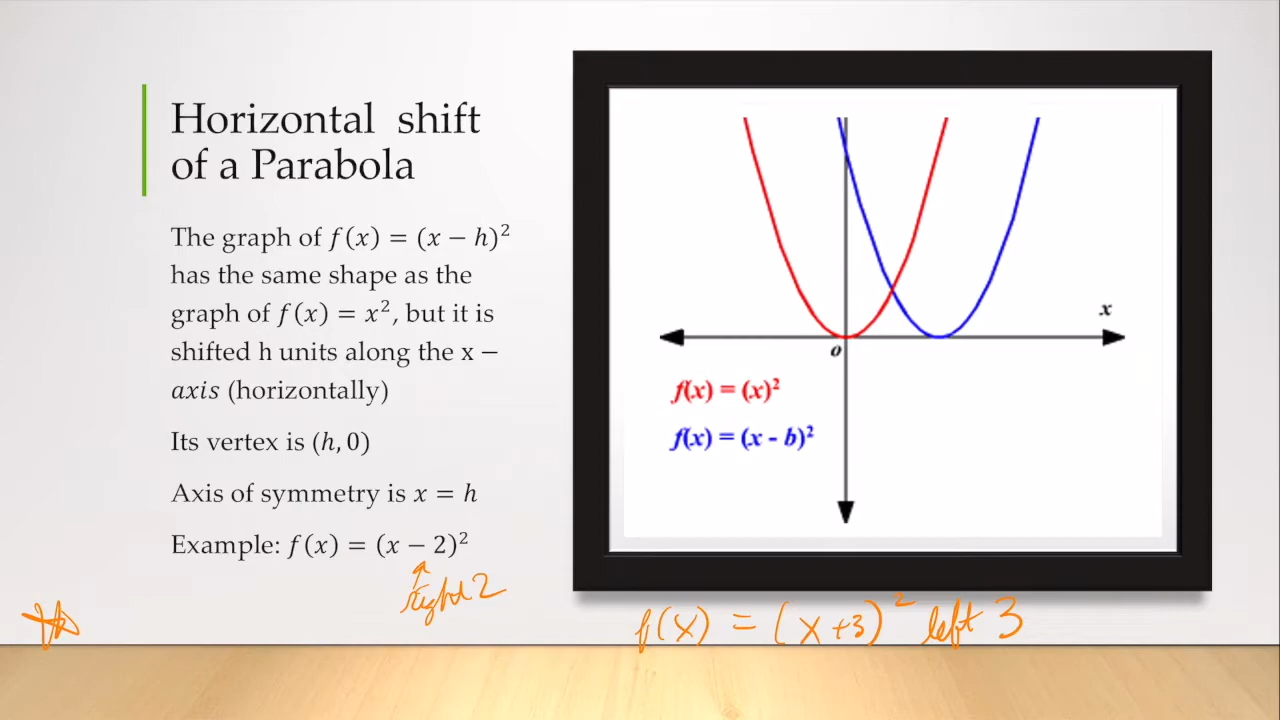 Horizontal shift
of a Parabola
The graph of f(x) = (x − h)²
has the same shape as the
graph of f(x) = x², but it is
shifted h units along the x −
axis (horizontally)
Its vertex is (h, 0)
Axis of symmetry is x = h
Example: f(x) = (x − 2)²
right 2
x
o
f(x) = (x)²
f(x) = (x - b)²
f(x) = (x+3)² left 3